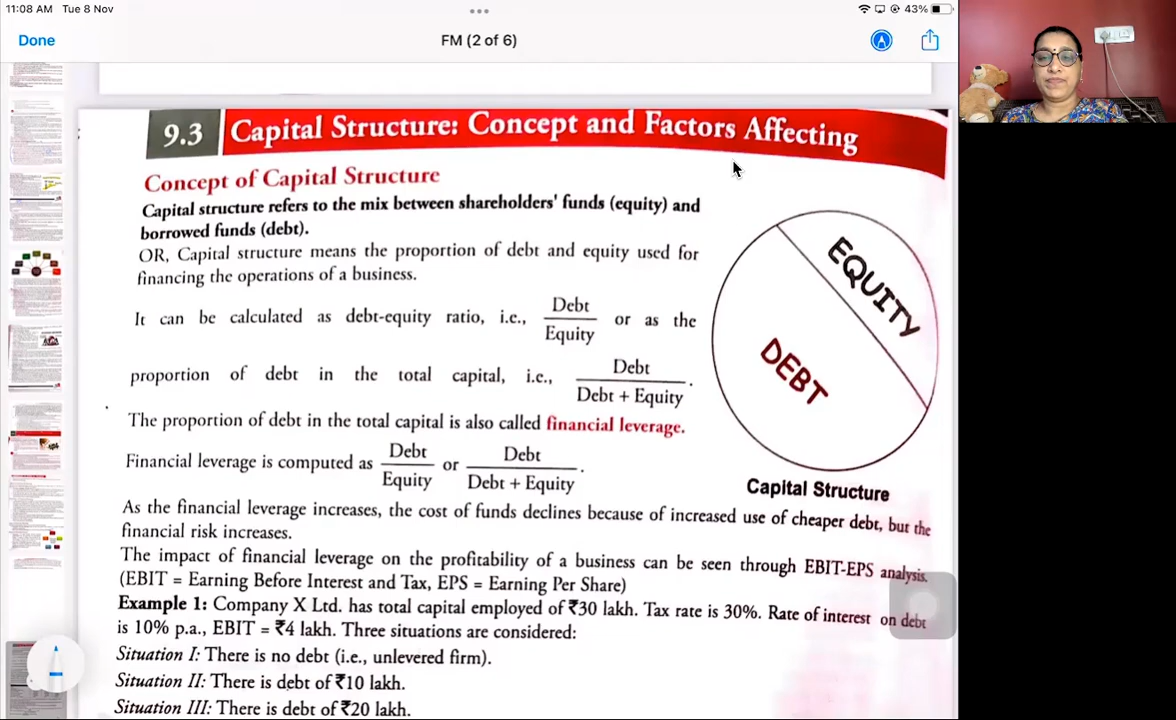 11:08 AM Tue 8 Nov
43%
Done
FM (2 of 6)
9.3 Capital Structure: Concept and Factors Affecting
Concept of Capital Structure
Capital structure refers to the mix between shareholders' funds (equity) and
borrowed funds (debt).
OR, Capital structure means the proportion of debt and equity used for
financing the operations of a business.
It can be calculated as debt-equity ratio, i.e., Debt / Equity or as the
proportion of debt in the total capital, i.e., Debt / Debt + Equity .
The proportion of debt in the total capital is also called financial leverage.
Financial leverage is computed as Debt / Equity or Debt / Debt + Equity .
EQUITY
DEBT
Capital Structure
As the financial leverage increases, the cost of funds declines because of increased use of cheaper debt, but the
financial risk increases.
The impact of financial leverage on the profitability of a business can be seen through EBIT-EPS analysis.
(EBIT = Earning Before Interest and Tax, EPS = Earning Per Share)
Example 1: Company X Ltd. has total capital employed of ₹30 lakh. Tax rate is 30%. Rate of interest on debt
is 10% p.a., EBIT = ₹4 lakh. Three situations are considered:
Situation I: There is no debt (i.e., unlevered firm).
Situation II: There is debt of ₹10 lakh.
Situation III: There is debt of ₹20 lakh.